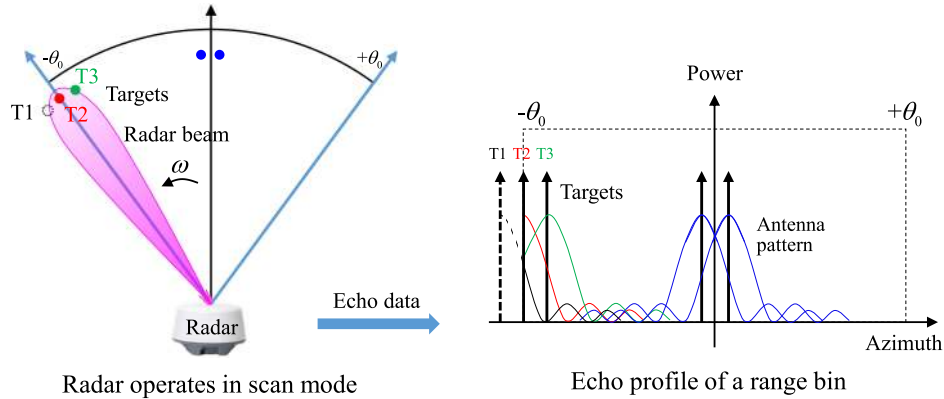 -θ₀
+θ₀
T3
Targets
T1
T2
Radar beam
ω
Radar
Echo data
Radar operates in scan mode
Power
-θ₀
+θ₀
T1 T2 T3
Targets
Antenna
pattern
Azimuth
Echo profile of a range bin